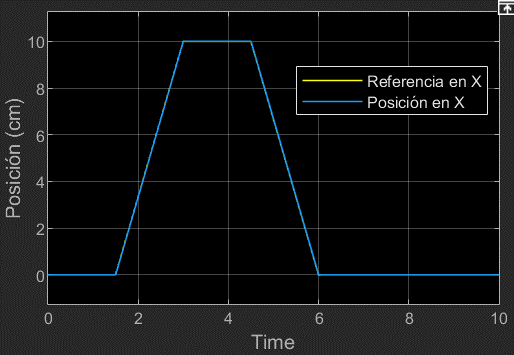 Posición (cm)
10
8
6
4
2
0
Referencia en X
Posición en X
0 2 4 6 8 10
Time